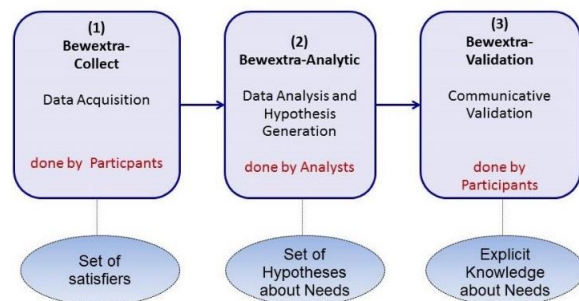 (1)
Bewextra-
Collect
Data Acquisition
done by Particpants
(2)
Bewextra-Analytic
Data Analysis and
Hypothesis
Generation
done by Analysts
(3)
Bewextra-
Validation
Communicative
Validation
done by
Participants
Set of
satisfiers
Set of
Hypotheses
about Needs
Explicit
Knowledge
about Needs